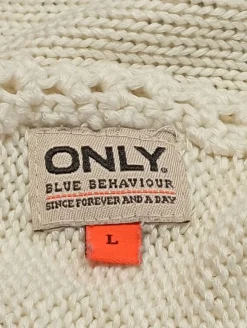 ONLY®
BLUE BEHAVIOUR
SINCE FOREVER AND A DAY
L